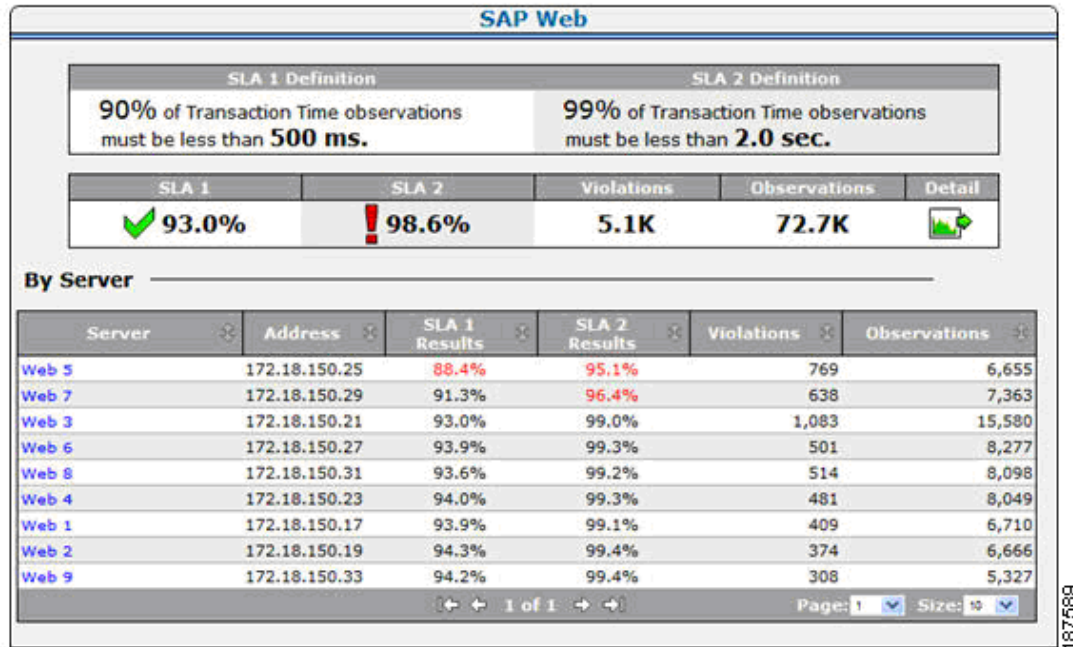 SAP Web
SLA 1 Definition SLA 2 Definition
90% of Transaction Time observations must be less than 500 ms.
99% of Transaction Time observations must be less than 2.0 sec.
SLA 1 SLA 2 Violations Observations Detail
93.0% 98.6% 5.1K 72.7K
By Server
Server Address SLA 1 Results SLA 2 Results Violations Observations
Web 5 172.18.150.25 88.4% 95.1% 769 6,655
Web 7 172.18.150.29 91.3% 96.4% 638 7,363
Web 3 172.18.150.21 93.0% 99.0% 1,083 15,580
Web 6 172.18.150.27 93.9% 99.3% 501 8,277
Web 8 172.18.150.31 93.6% 99.2% 514 8,098
Web 4 172.18.150.23 94.0% 99.3% 481 8,049
Web 1 172.18.150.17 93.9% 99.1% 409 6,710
Web 2 172.18.150.19 94.3% 99.4% 374 6,666
Web 9 172.18.150.33 94.2% 99.4% 308 5,327
1 of 1 Page: 1 Size: 10
187589